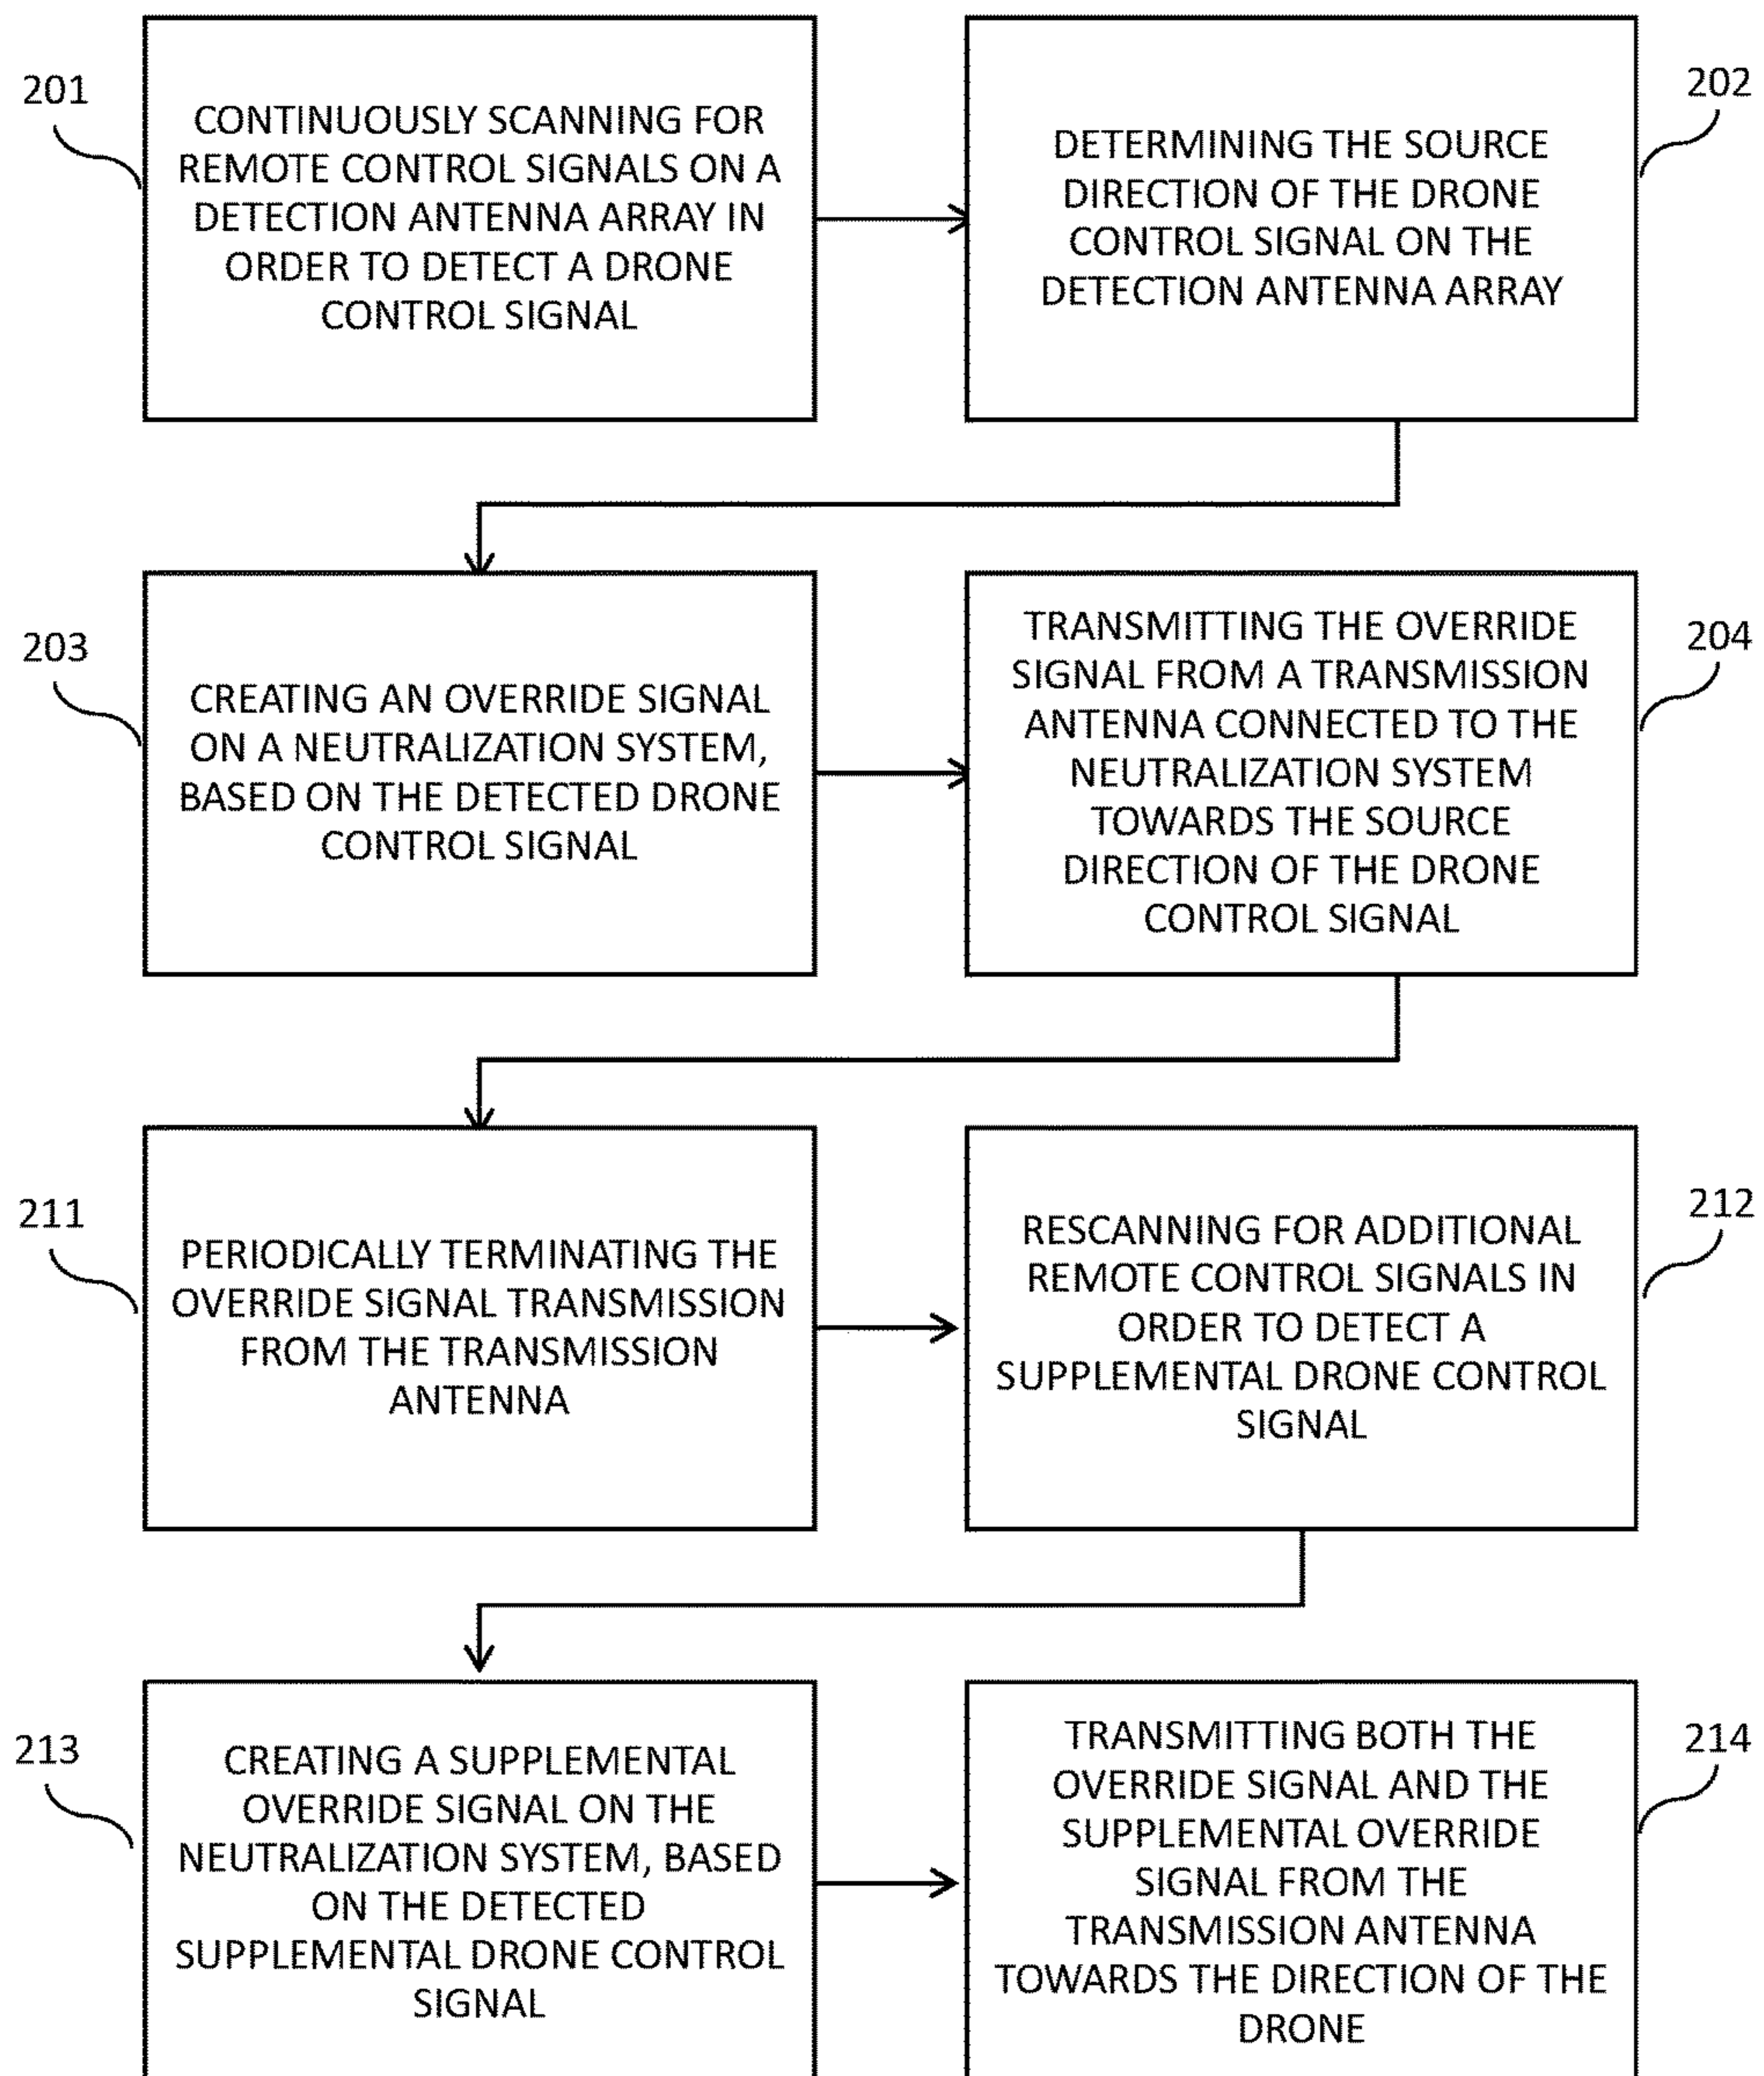 201
CONTINUOUSLY SCANNING FOR
REMOTE CONTROL SIGNALS ON A
DETECTION ANTENNA ARRAY IN
ORDER TO DETECT A DRONE
CONTROL SIGNAL
202
DETERMINING THE SOURCE
DIRECTION OF THE DRONE
CONTROL SIGNAL ON THE
DETECTION ANTENNA ARRAY
203
CREATING AN OVERRIDE SIGNAL
ON A NEUTRALIZATION SYSTEM,
BASED ON THE DETECTED DRONE
CONTROL SIGNAL
204
TRANSMITTING THE OVERRIDE
SIGNAL FROM A TRANSMISSION
ANTENNA CONNECTED TO THE
NEUTRALIZATION SYSTEM
TOWARDS THE SOURCE
DIRECTION OF THE DRONE
CONTROL SIGNAL
211
PERIODICALLY TERMINATING THE
OVERRIDE SIGNAL TRANSMISSION
FROM THE TRANSMISSION
ANTENNA
212
RESCANNING FOR ADDITIONAL
REMOTE CONTROL SIGNALS IN
ORDER TO DETECT A
SUPPLEMENTAL DRONE CONTROL
SIGNAL
213
CREATING A SUPPLEMENTAL
OVERRIDE SIGNAL ON THE
NEUTRALIZATION SYSTEM, BASED
ON THE DETECTED
SUPPLEMENTAL DRONE CONTROL
SIGNAL
214
TRANSMITTING BOTH THE
OVERRIDE SIGNAL AND THE
SUPPLEMENTAL OVERRIDE
SIGNAL FROM THE
TRANSMISSION ANTENNA
TOWARDS THE DIRECTION OF THE
DRONE